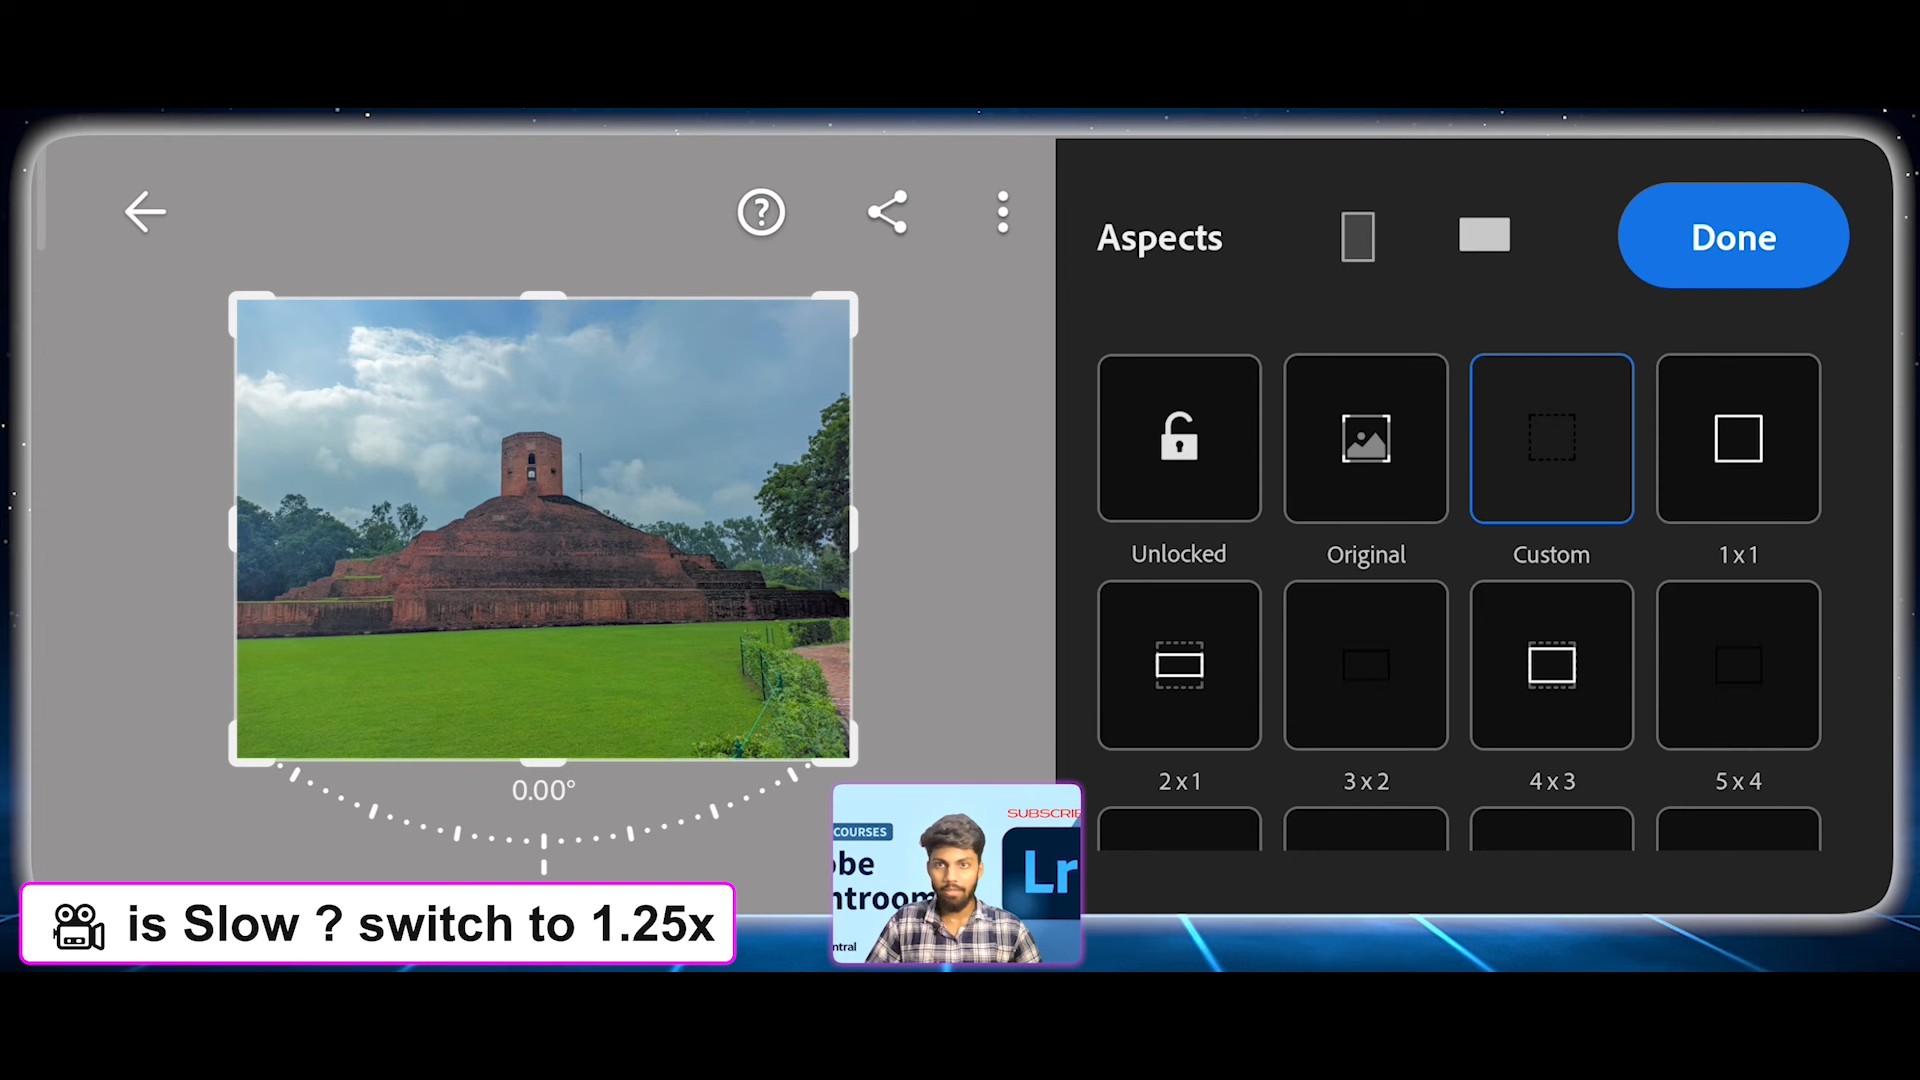 Aspects
Done
Unlocked
Original
Custom
1 x 1
2 x 1
3 x 2
4 x 3
5 x 4
0.00°
is Slow ? switch to 1.25x
COURSES
SUBSCRIBE
Lr